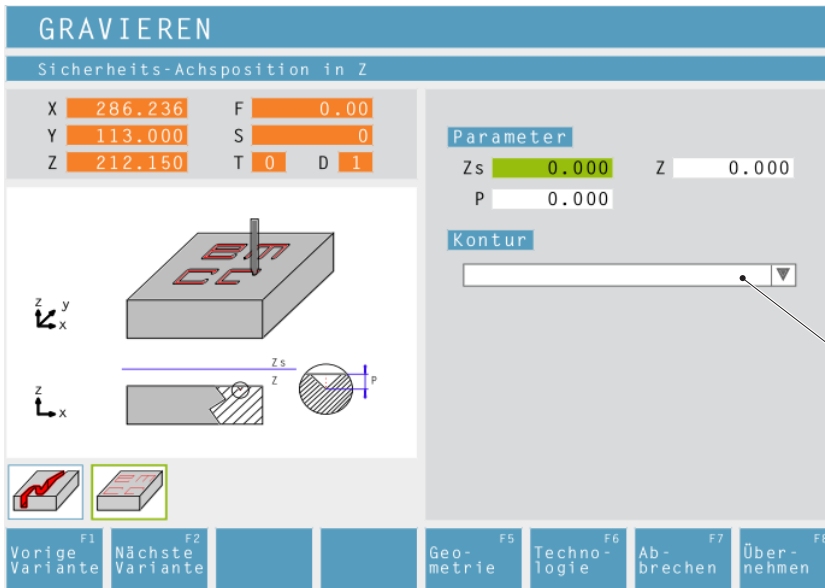 GRAVIEREN
Sicherheits-Achsposition in Z
X 286.236 F 0.00
Y 113.000 S 0
Z 212.150 T 0 D 1
Parameter
Zs 0.000 Z 0.000
P 0.000
Kontur
z y
x
Zs
Z
P
z
x
F1 F2 F5 F6 F7 F8
Vorige Nächste Geo- Techno- Ab- Über-
Variante Variante metrie logie brechen nehmen